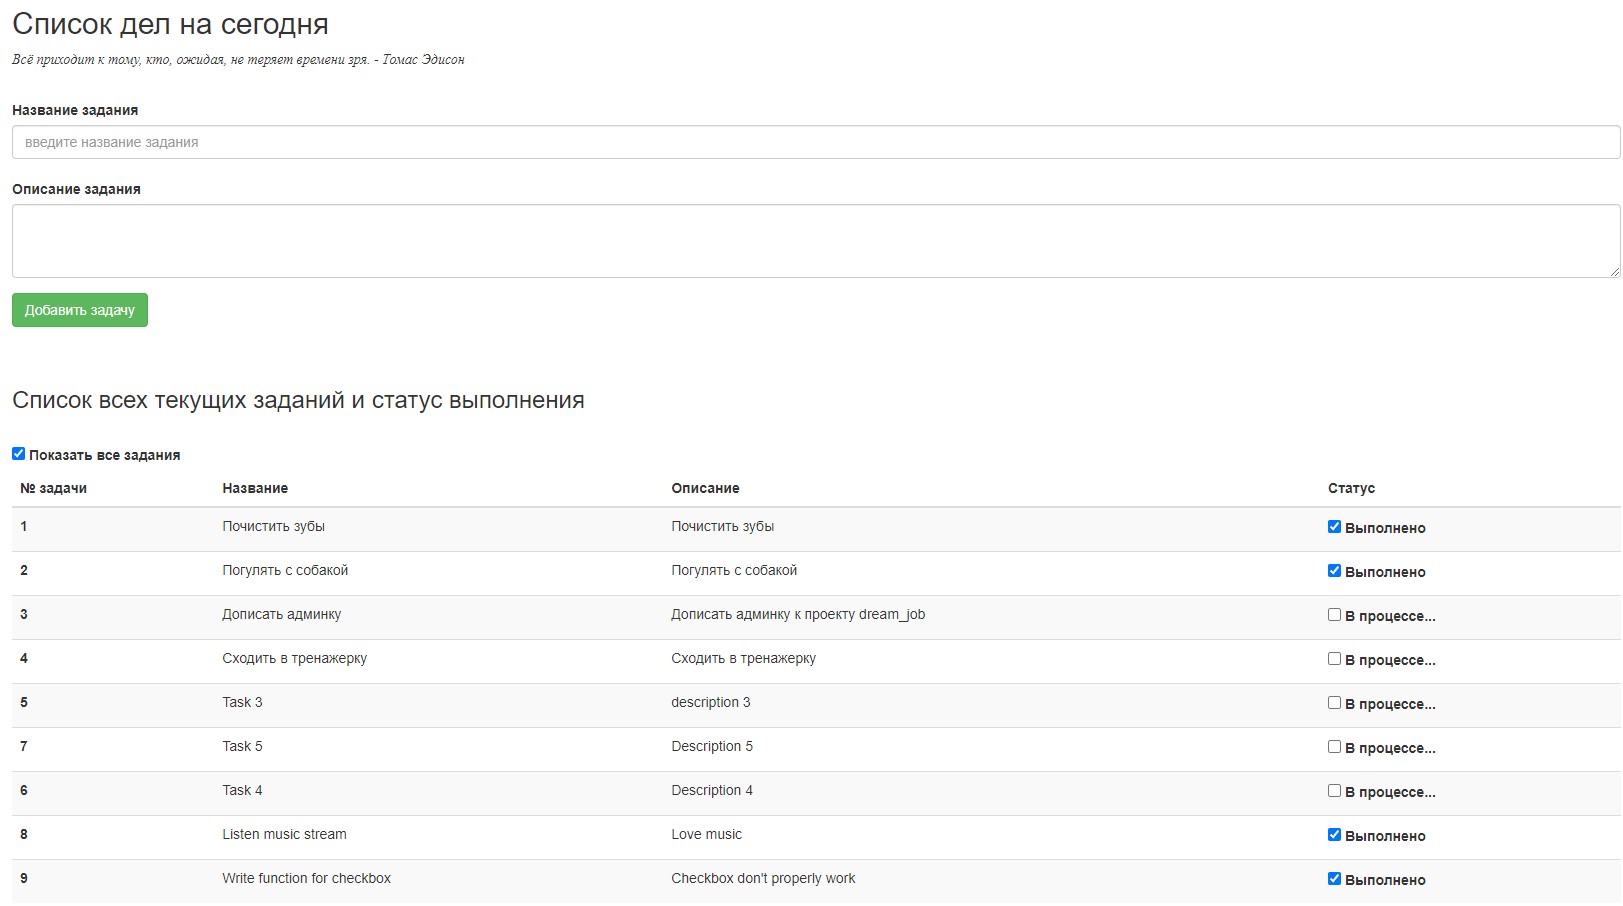 Список дел на сегодня
Всё приходит к тому, кто, ожидая, не теряет времени зря. - Томас Эдисон
Название задания
введите название задания
Описание задания
Добавить задачу
Список всех текущих заданий и статус выполнения
Показать все задания
№ задачи Название Описание Статус
1 Почистить зубы Почистить зубы Выполнено
2 Погулять с собакой Погулять с собакой Выполнено
3 Дописать админку Дописать админку к проекту dream_job В процессе...
4 Сходить в тренажерку Сходить в тренажерку В процессе...
5 Task 3 description 3 В процессе...
7 Task 5 Description 5 В процессе...
6 Task 4 Description 4 В процессе...
8 Listen music stream Love music Выполнено
9 Write function for checkbox Checkbox don't properly work Выполнено